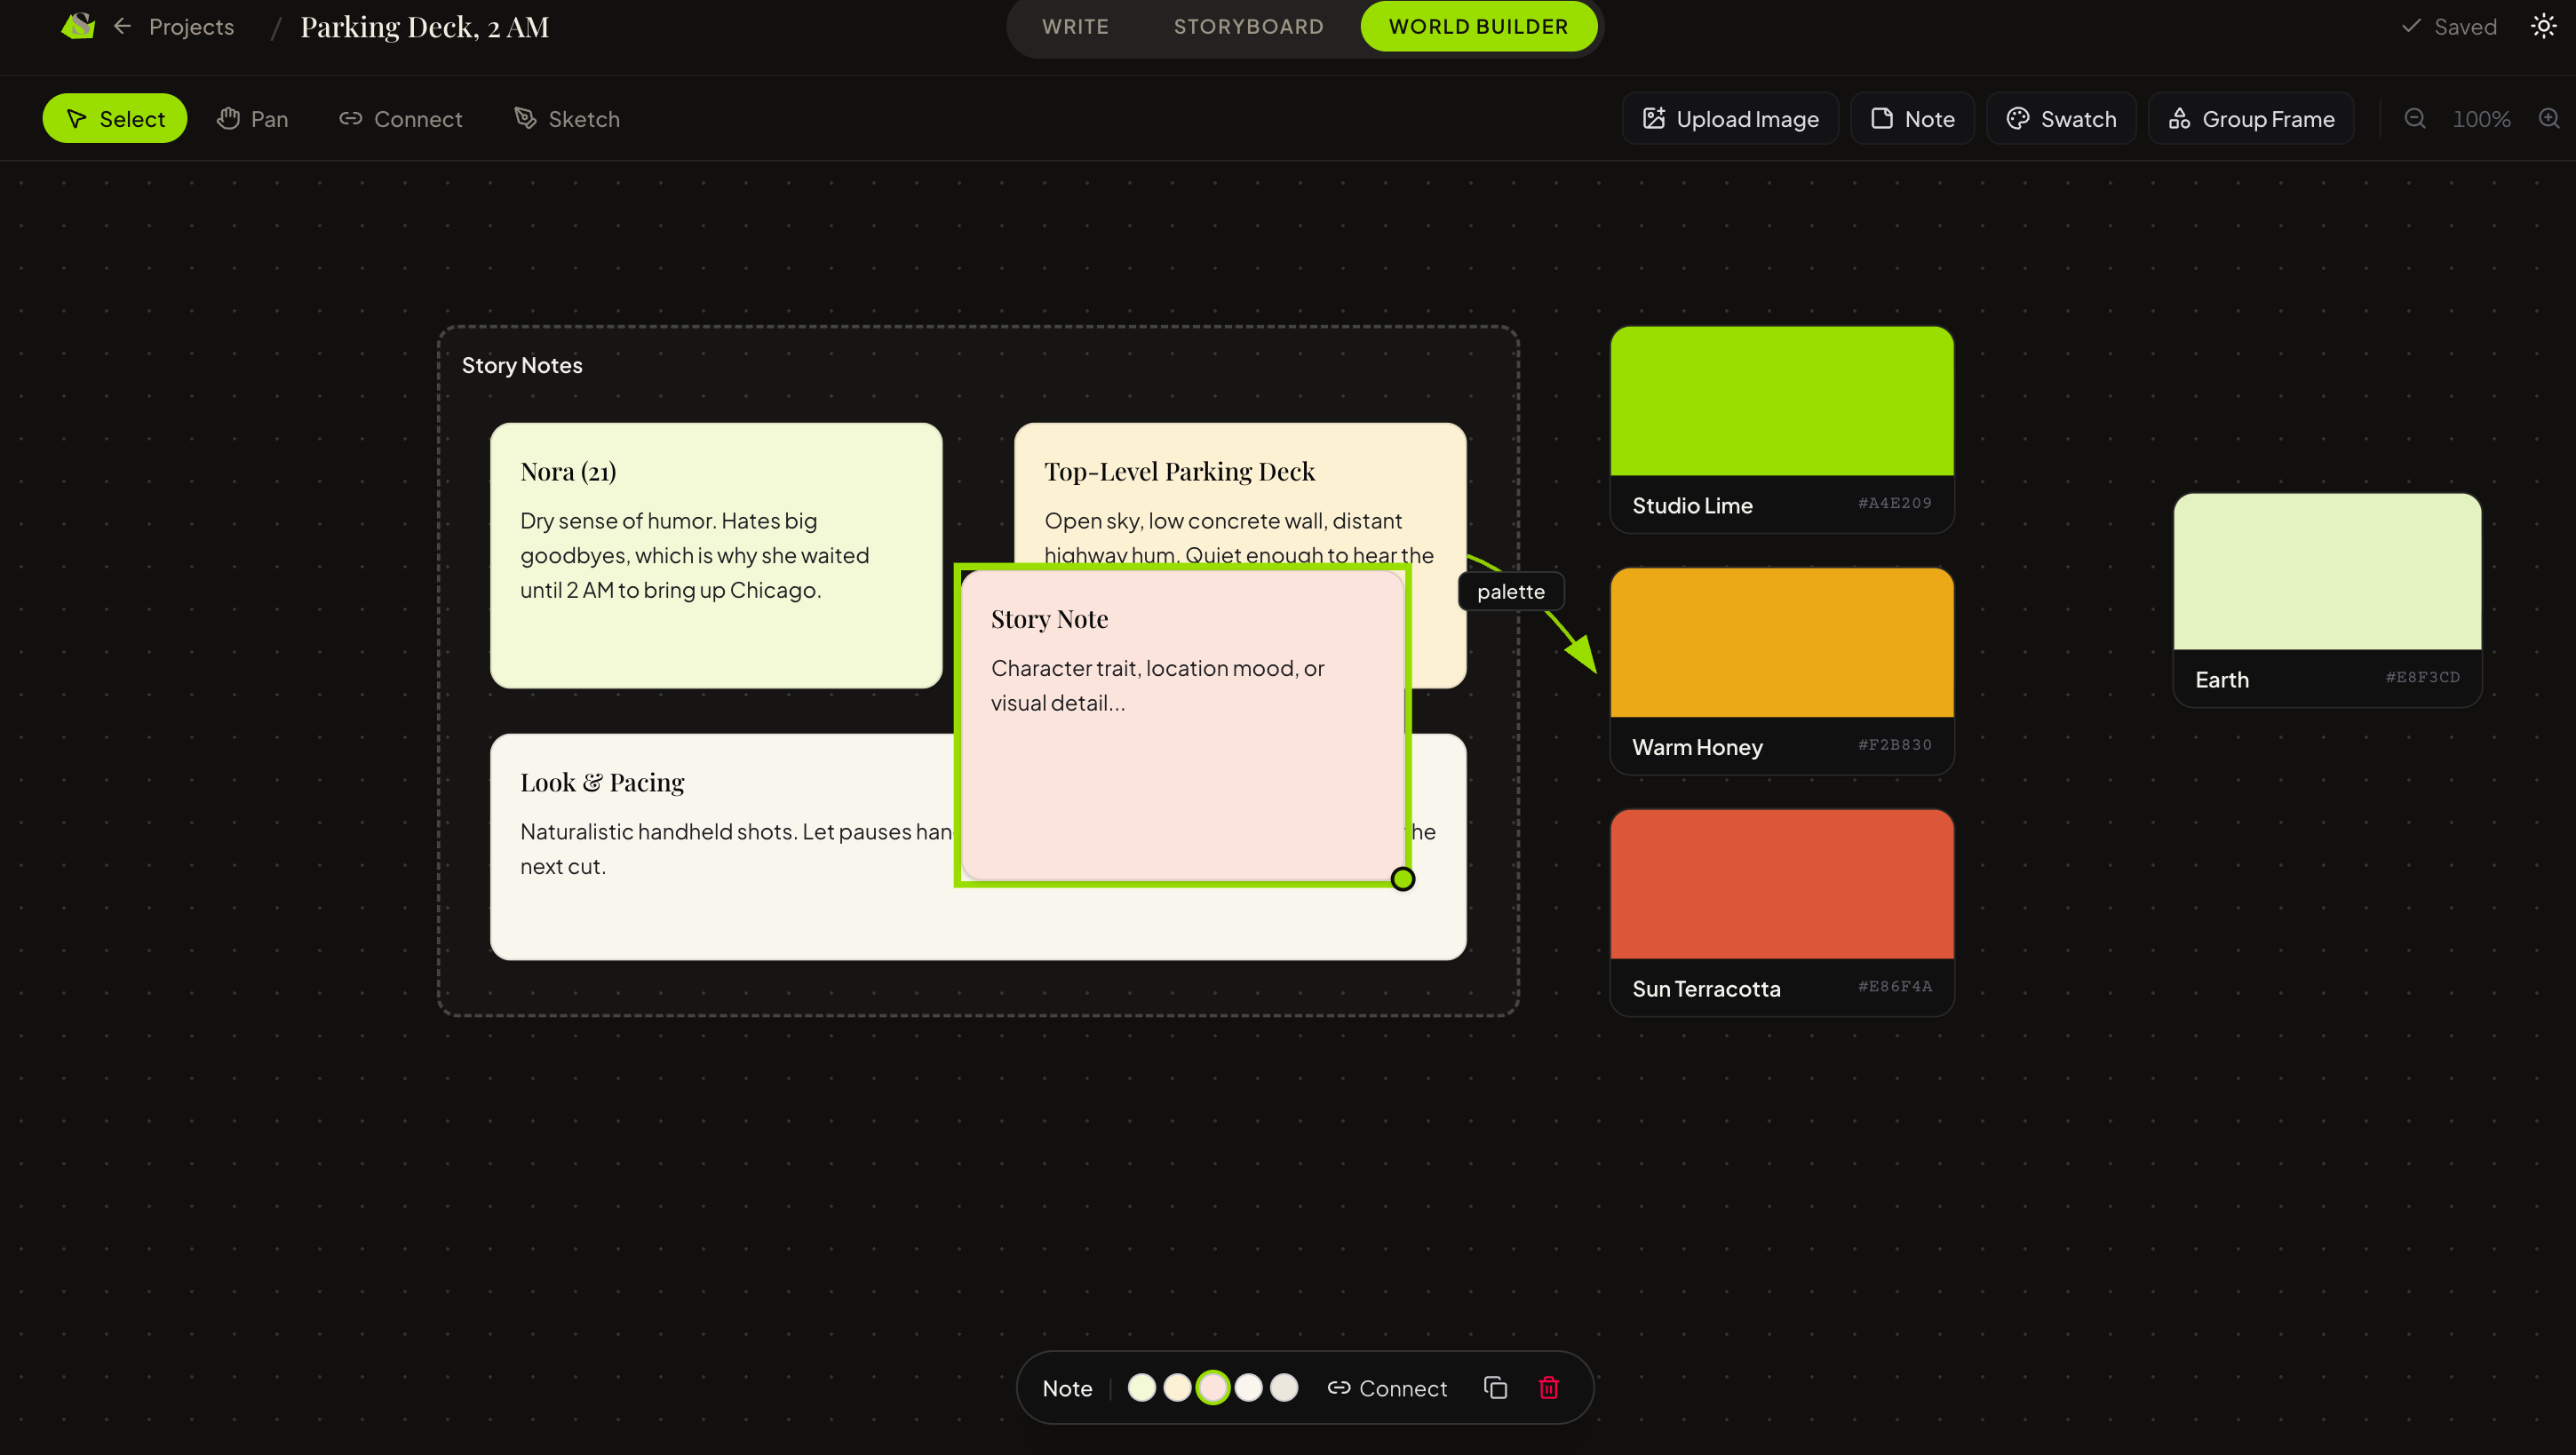 Projects / Parking Deck, 2 AM
WRITE STORYBOARD WORLD BUILDER
Saved
Select Pan Connect Sketch
Upload Image Note Swatch Group Frame 100%
Story Notes
Nora (21)
Dry sense of humor. Hates big
goodbyes, which is why she waited
until 2 AM to bring up Chicago.
Top-Level Parking Deck
Open sky, low concrete wall, distant
highway hum. Quiet enough to hear the
Story Note
Character trait, location mood, or
visual detail...
Look & Pacing
Naturalistic handheld shots. Let pauses
next cut.
palette
Studio Lime #A4E209
Warm Honey #F2B830
Sun Terracotta #E86F4A
Earth #E8F3CD
Note Connect